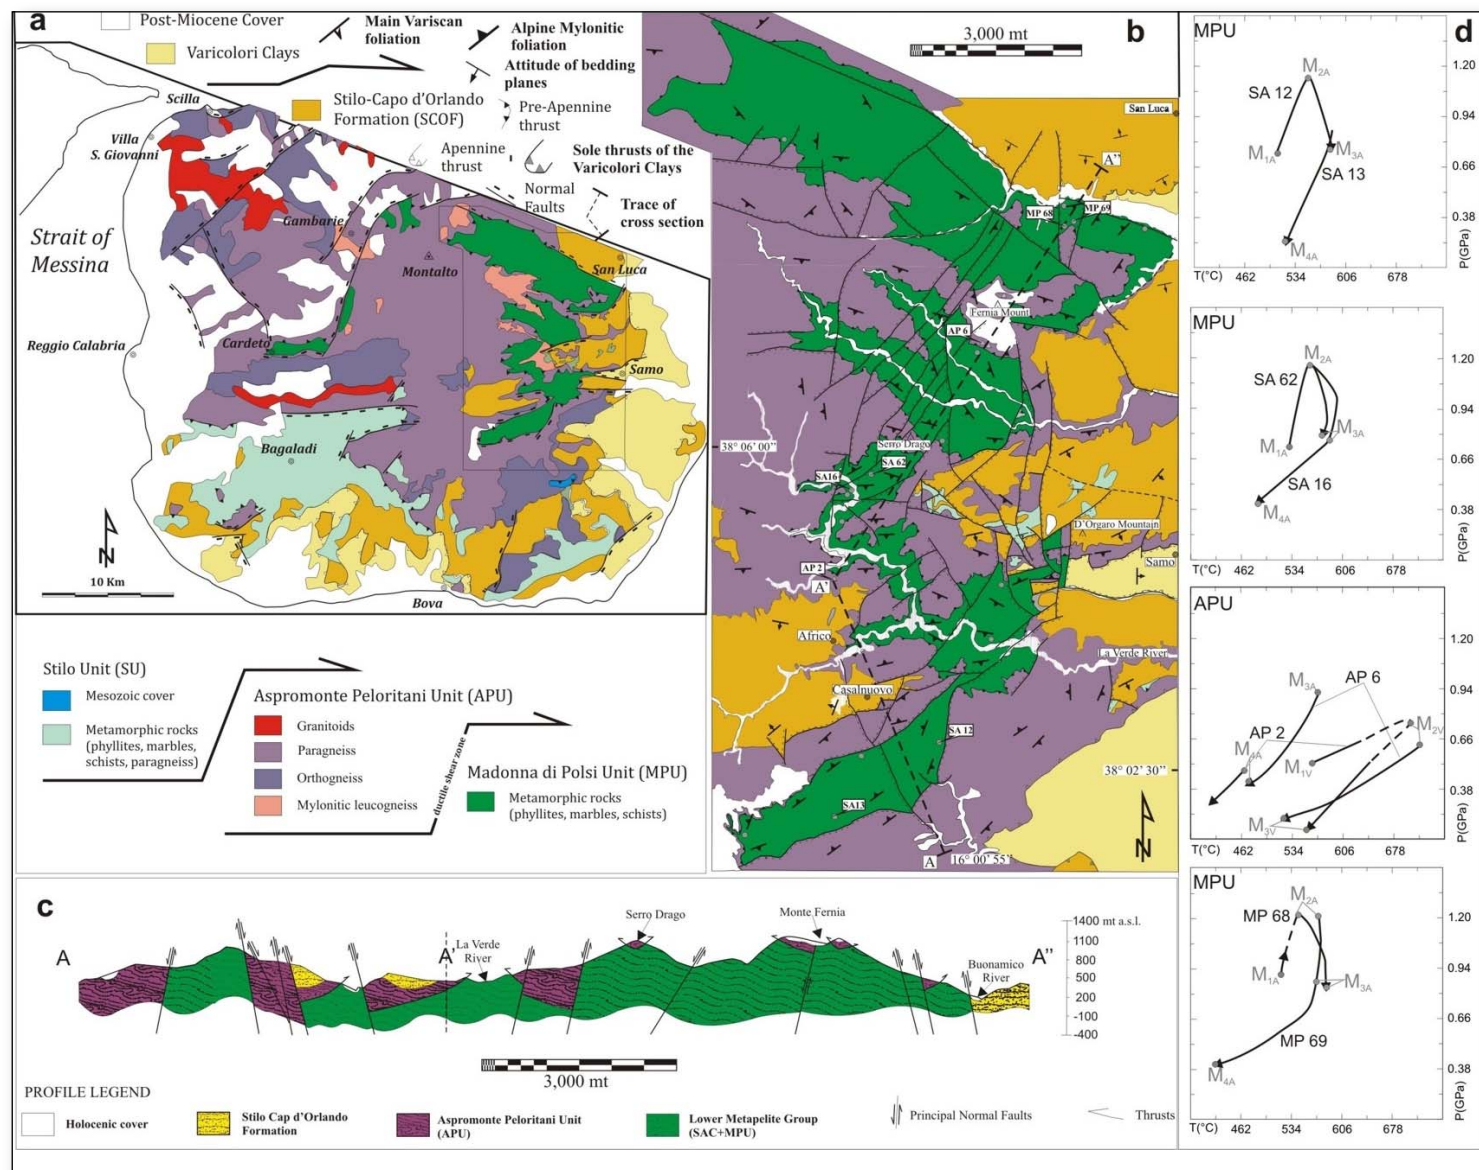 a
Post-Miocene Cover
Varicolori Clays
Main Variscan
foliation
Alpine Mylonitic
foliation
Attitude of bedding
planes
Stilo-Capo d'Orlando
Formation (SCOF)
Pre-Apennine
thrust
Apennine
thrust
Sole thrusts of the
Varicolori Clays
Normal
Faults
Trace of
cross section
Scilla
Villa
S. Giovanni
Gambarie
Strait of
Messina
Montalto
San Luca
Reggio Calabria
Cardeto
Samo
Bagaladi
N
10 Km
Bova
Stilo Unit (SU)
Mesozoic cover
Metamorphic rocks
(phyllites, marbles,
schists, paragneiss)
Aspromonte Peloritani Unit (APU)
Granitoids
Paragneiss
Orthogneiss
Mylonitic leucogneiss
ductile shear zone
Madonna di Polsi Unit (MPU)
Metamorphic rocks
(phyllites, marbles, schists)
b
3,000 mt
San Luca
A''
MP 68
MP 69
Fernia Mount
AP 6
38° 06' 00''
Serro Drago
SA 62
SA16
D'Orgaro Mountain
Samo
AP 2
A'
Africo
La Verde River
Casalnuovo
SA 12
38° 02' 30''
SA13
N
A
16° 00' 55''
c
A
A'
A''
La Verde
River
Serro Drago
Monte Fernia
Buonamico
River
1400 mt a.s.l.
1100
800
500
200
-100
-400
3,000 mt
PROFILE LEGEND
Holocenic cover
Stilo Cap d'Orlando
Formation
Aspromonte Peloritani Unit
(APU)
Lower Metapelite Group
(SAC+MPU)
Principal Normal Faults
Thrusts
d
MPU
M2A
SA 12
M1A
M3A
SA 13
M4A
1.20
0.94
0.66
0.38
P(GPa)
T(°C) 462 534 606 678
MPU
M2A
SA 62
M3A
M1A
SA 16
M4A
1.20
0.94
0.66
0.38
P(GPa)
T(°C) 462 534 606 678
APU
M3A
AP 6
AP 2
M2V
M4A
M1V
M3V
1.20
0.94
0.66
0.38
P(GPa)
T(°C) 462 534 606 678
MPU
M2A
MP 68
M1A
M3A
MP 69
M4A
1.20
0.94
0.66
0.38
P(GPa)
T(°C) 462 534 606 678